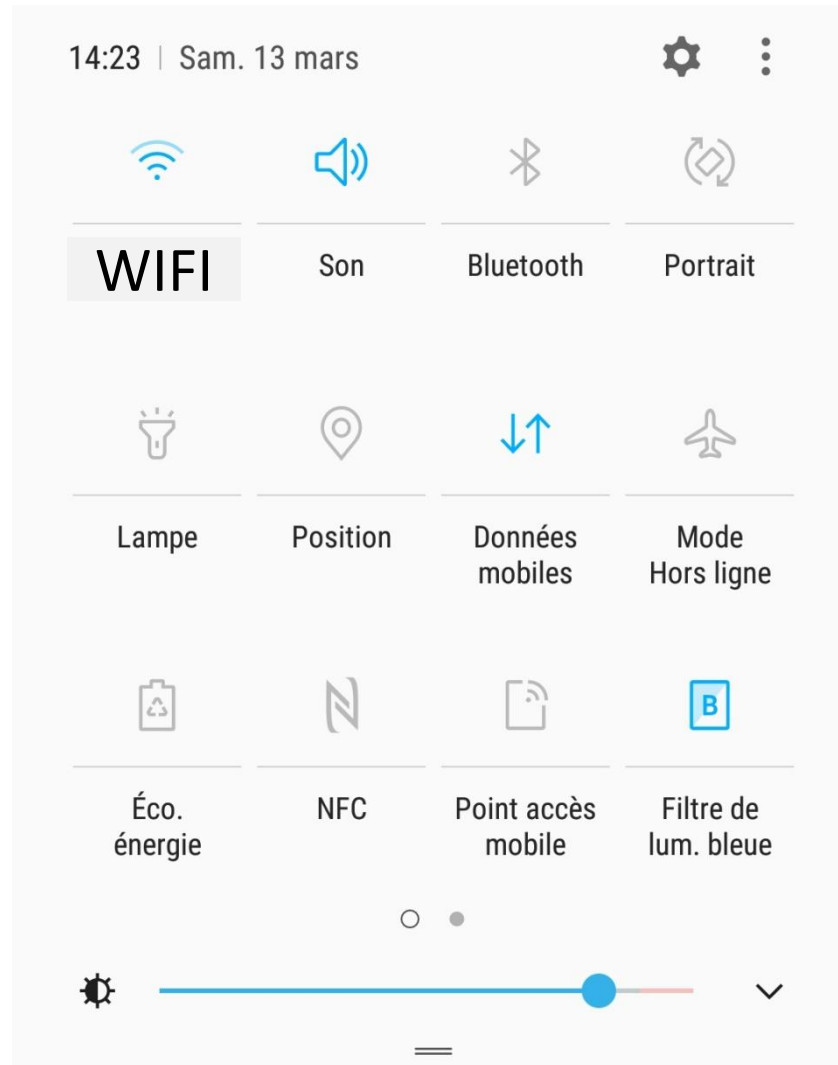 14:23 | Sam. 13 mars
WIFI Son Bluetooth Portrait
Lampe Position Données Mode
mobiles Hors ligne
B
Éco. NFC Point accès Filtre de
énergie mobile lum. bleue